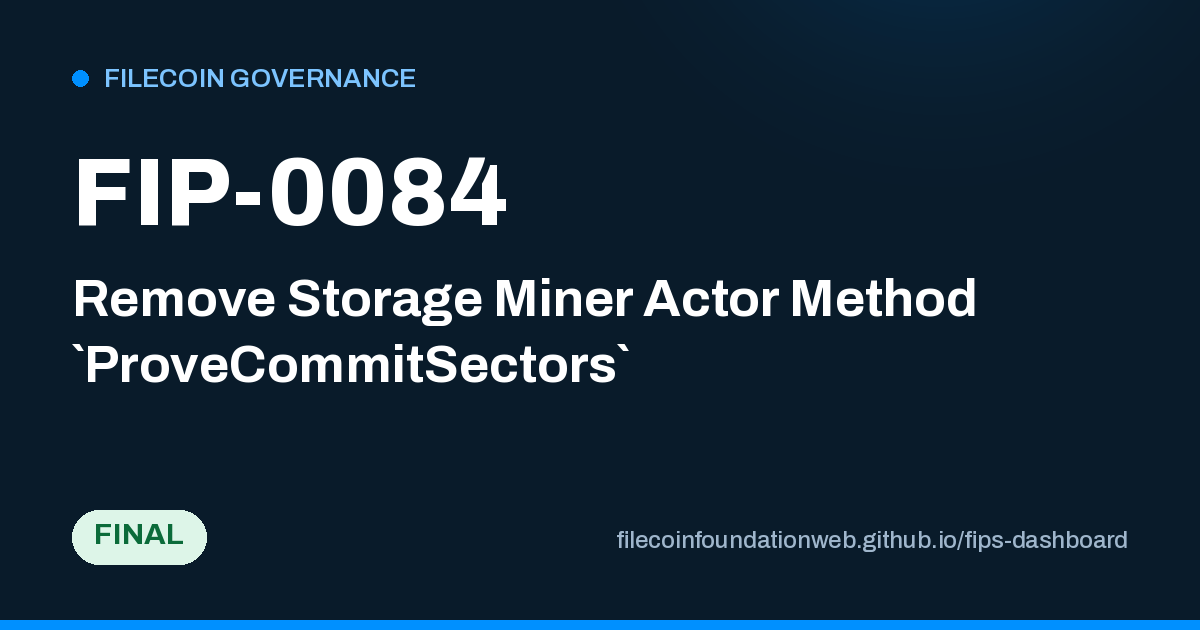 FILECOIN GOVERNANCE
FIP-0084
Remove Storage Miner Actor Method
`ProveCommitSectors`
FINAL
filecoinfoundationweb.github.io/fips-dashboard